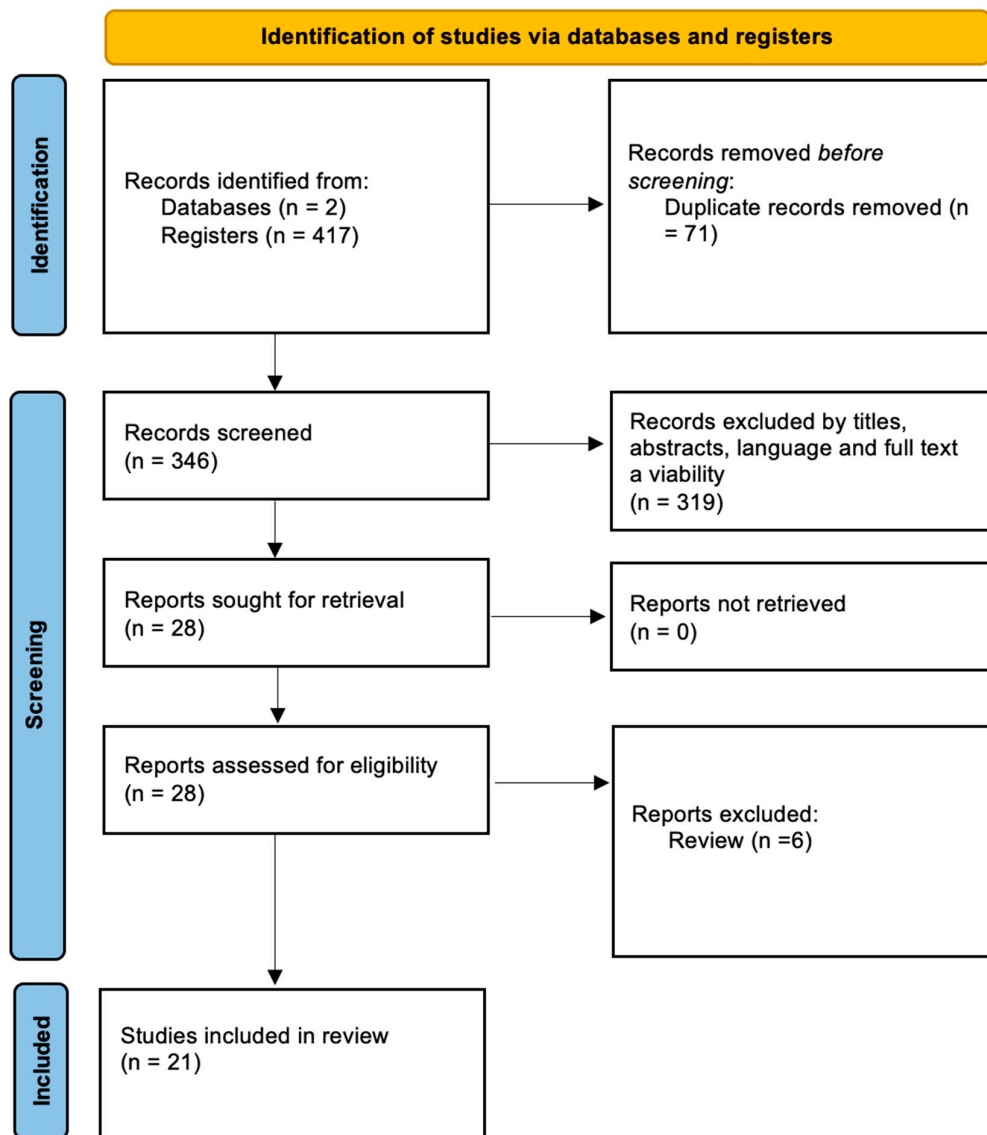 Identification of studies via databases and registers
Identification
Records identified from:
Databases (n = 2)
Registers (n = 417)
Records removed before
screening:
Duplicate records removed (n
= 71)
Screening
Records screened
(n = 346)
Records excluded by titles,
abstracts, language and full text
a viability
(n = 319)
Reports sought for retrieval
(n = 28)
Reports not retrieved
(n = 0)
Reports assessed for eligibility
(n = 28)
Reports excluded:
Review (n =6)
Included
Studies included in review
(n = 21)